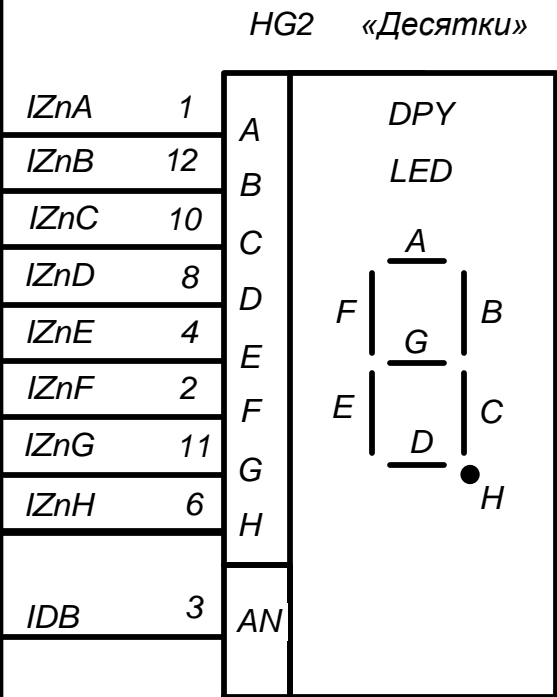 HG2 «Десятки»
IZnA 1 A DPY
IZnB 12 B LED
IZnC 10 C A
IZnD 8 D F B
IZnE 4 E G
IZnF 2 F E C
IZnG 11 G D
IZnH 6 H H
IDB 3 AN